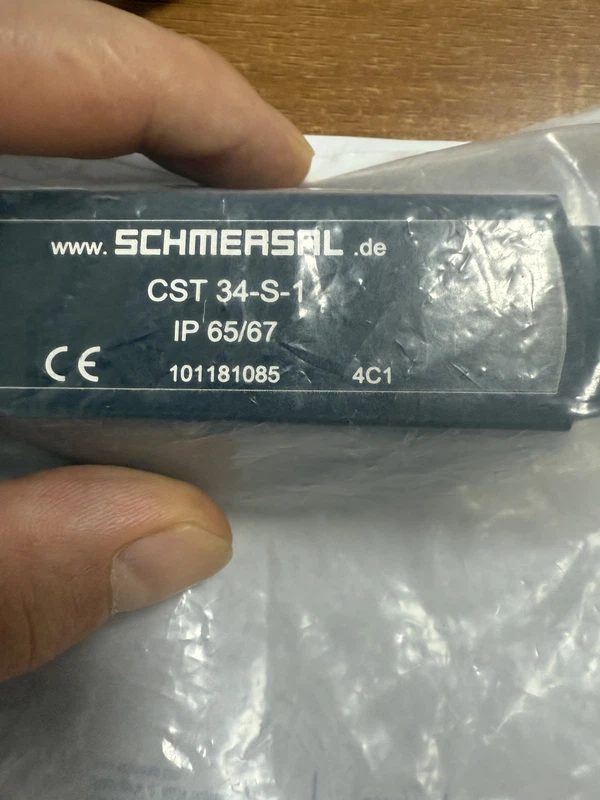 www. SCHMERSAL .de
CST 34-S-1
IP 65/67
CE 101181085 4C1